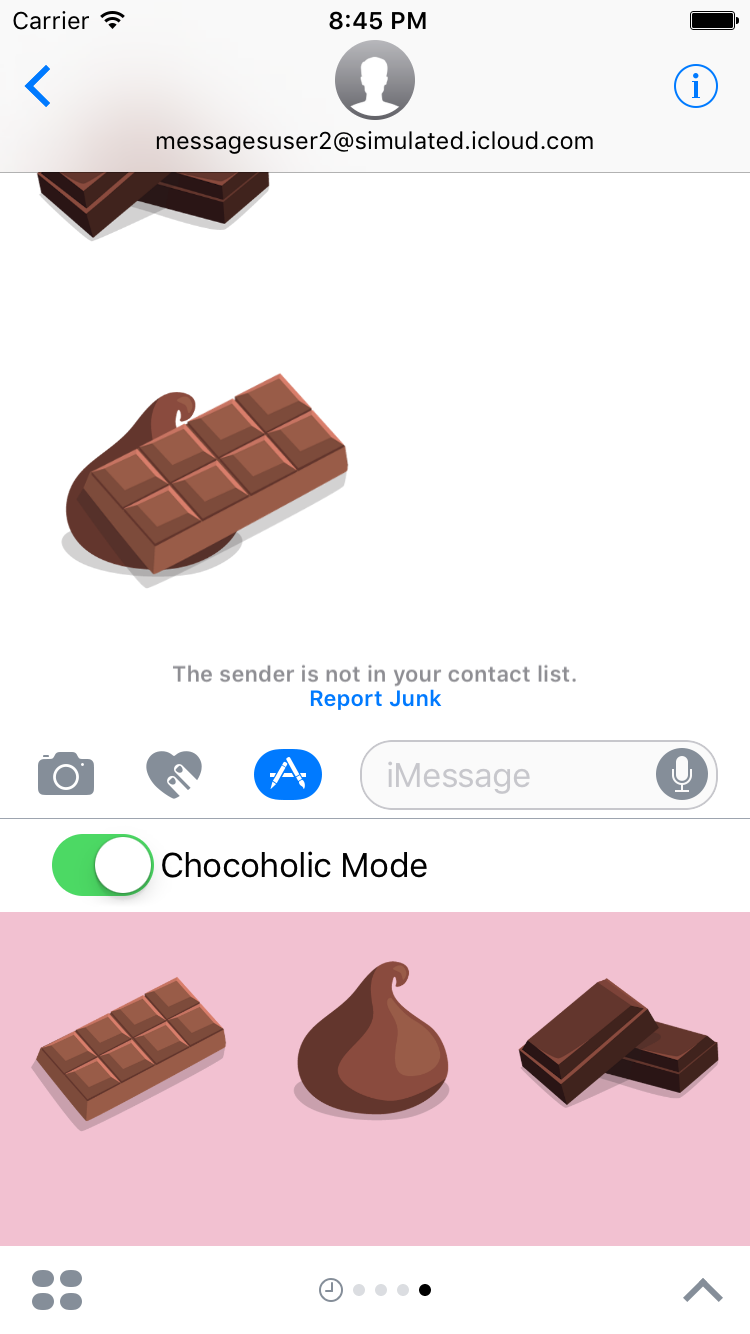 Carrier 8:45 PM
messagesuser2@simulated.icloud.com
The sender is not in your contact list.
Report Junk
iMessage
Chocoholic Mode